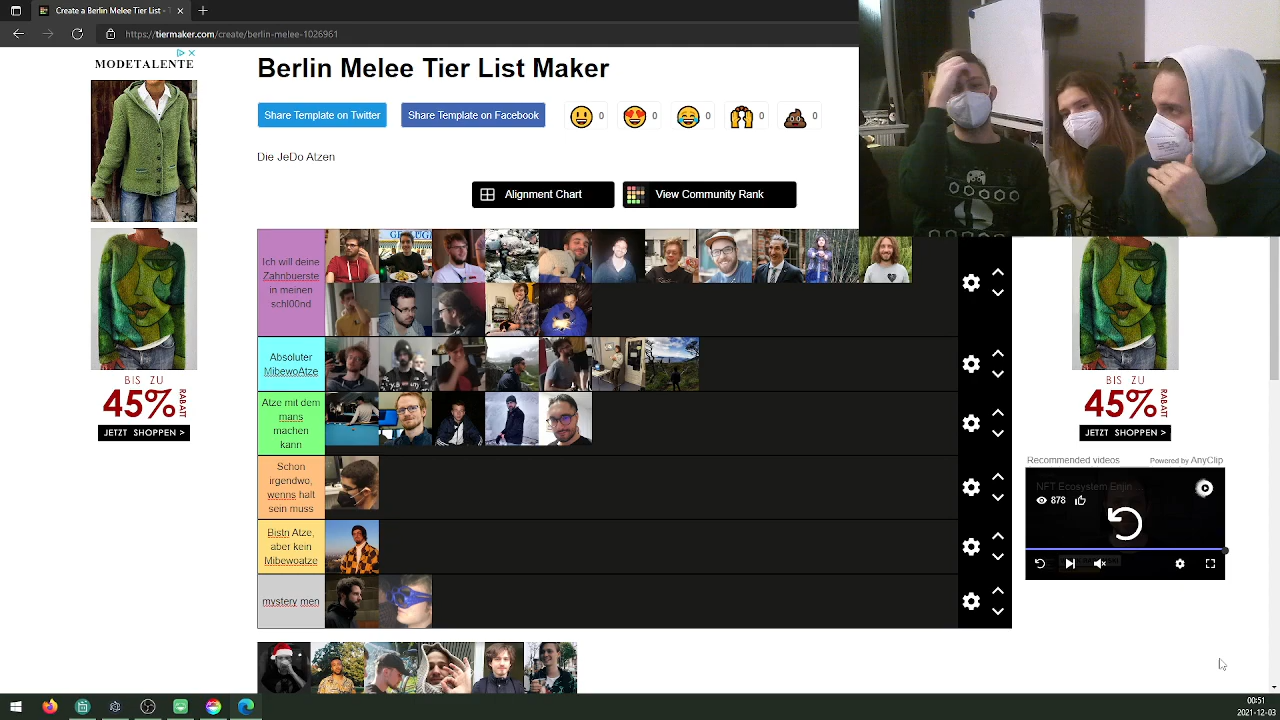 Create a Berlin Melee Tier List - T
https://tiermaker.com/create/berlin-melee-1026961
MODETALENTE
Berlin Melee Tier List Maker
Share Template on Twitter
Share Template on Facebook
0
0
0
0
0
Die JeDo Atzen
Alignment Chart
View Community Rank
Ich will deine
Zahnbuerste
in meinen
schl00nd
Absoluter
MibewoAtze
Atze mit dem
mans
machen
kann
Schon
irgendwo,
wenns halt
sein muss
Bistn Atze,
aber kein
Mibewoatze
mystery men
BIS ZU
45%
RABATT
JETZT SHOPPEN >
BIS ZU
45%
RABATT
JETZT SHOPPEN >
Recommended videos
Powered by AnyClip
NFT Ecosystem Enjin
878
00:51
2021-12-03